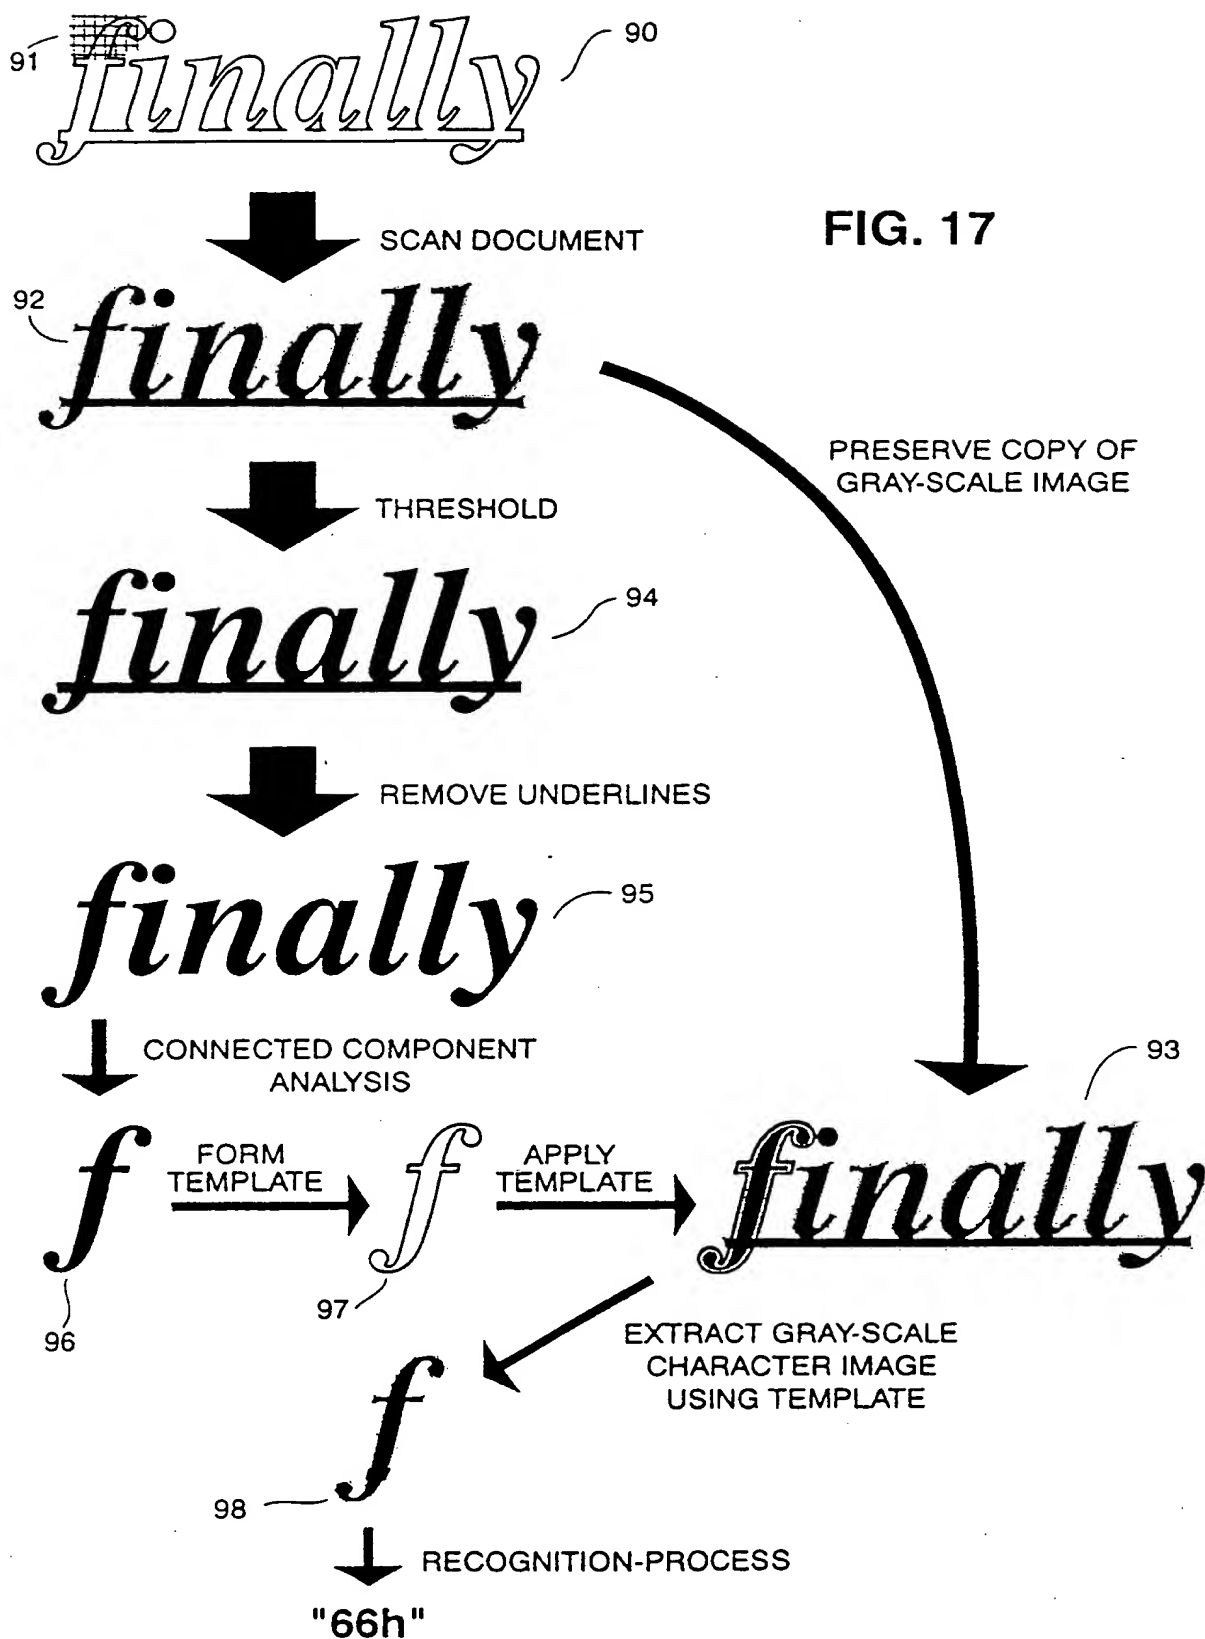 91
finally
90
FIG. 17
SCAN DOCUMENT
92
finally
PRESERVE COPY OF
GRAY-SCALE IMAGE
THRESHOLD
finally
94
REMOVE UNDERLINES
finally
95
CONNECTED COMPONENT
ANALYSIS
93
f
FORM
TEMPLATE
f
APPLY
TEMPLATE
finally
96
97
EXTRACT GRAY-SCALE
CHARACTER IMAGE
USING TEMPLATE
f
98
RECOGNITION-PROCESS
"66h"